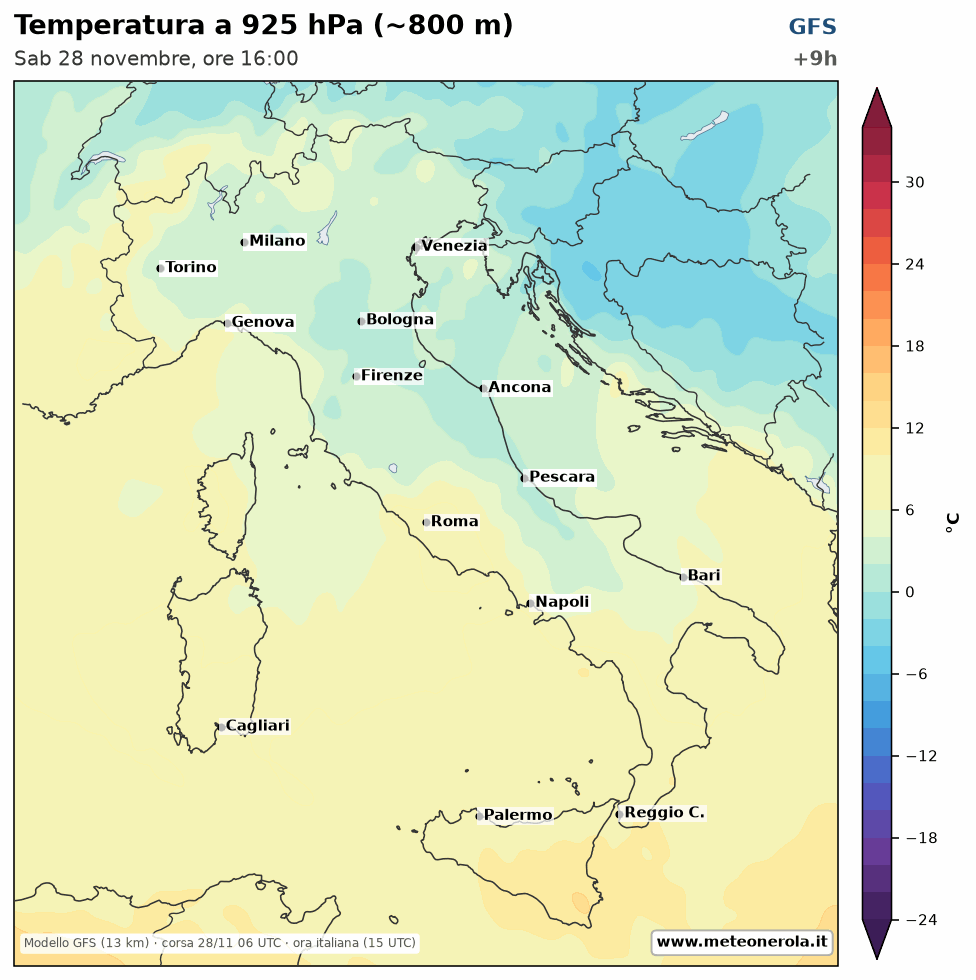 Temperatura a 925 hPa (~800 m)
GFS
Sab 28 novembre, ore 16:00
+9h
Milano
Venezia
Torino
Genova
Bologna
Firenze
Ancona
Pescara
Roma
Bari
Napoli
Cagliari
Palermo
Reggio C.
30
24
18
12
6
0
−6
−12
−18
−24
°C
Modello GFS (13 km) · corsa 28/11 06 UTC · ora italiana (15 UTC)
www.meteonerola.it